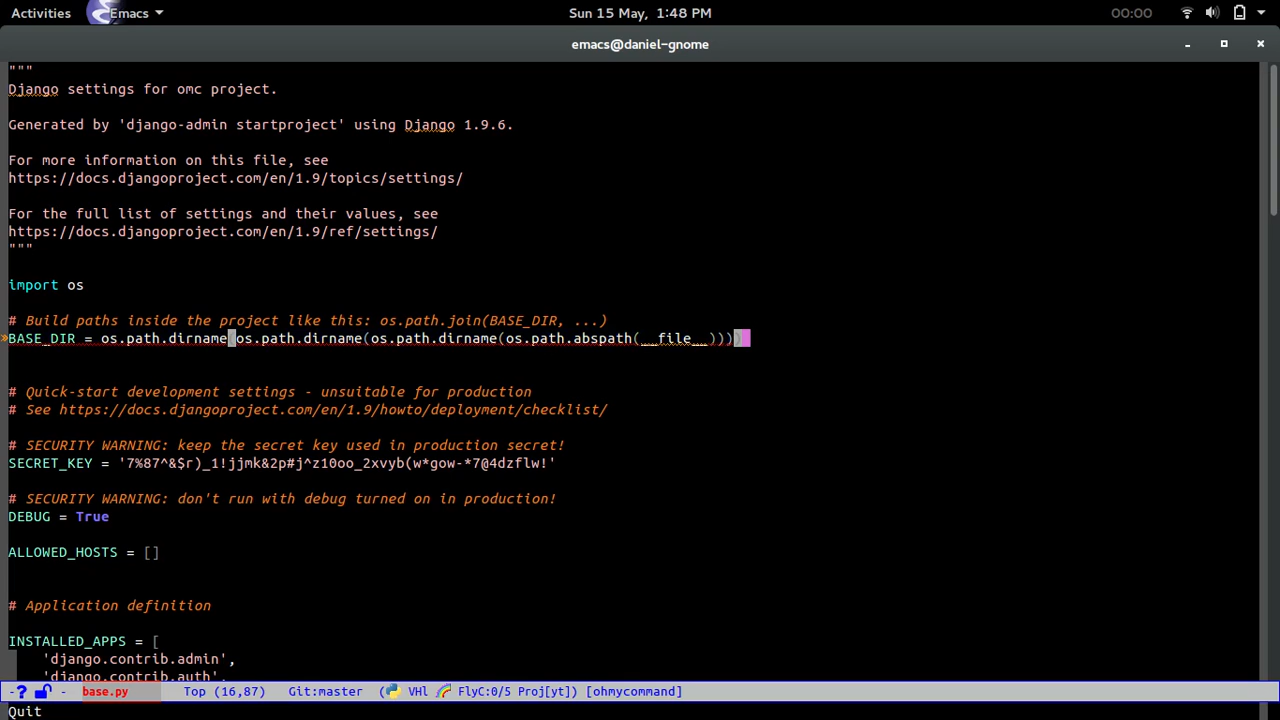 Activities Emacs Sun 15 May, 1:48 PM 00:00
emacs@daniel-gnome
"""
Django settings for omc project.
Generated by 'django-admin startproject' using Django 1.9.6.
For more information on this file, see
https://docs.djangoproject.com/en/1.9/topics/settings/
For the full list of settings and their values, see
https://docs.djangoproject.com/en/1.9/ref/settings/
"""
import os
# Build paths inside the project like this: os.path.join(BASE_DIR, ...)
BASE_DIR = os.path.dirname(os.path.dirname(os.path.dirname(os.path.abspath(__file__))))
# Quick-start development settings - unsuitable for production
# See https://docs.djangoproject.com/en/1.9/howto/deployment/checklist/
# SECURITY WARNING: keep the secret key used in production secret!
SECRET_KEY = '7%87^&$r)_1!jjmk&2p#j^z10oo_2xvyb(w*gow-*7@4dzflw!'
# SECURITY WARNING: don't run with debug turned on in production!
DEBUG = True
ALLOWED_HOSTS = []
# Application definition
INSTALLED_APPS = [
'django.contrib.admin',
'django.contrib.auth',
-? - base.py Top (16,87) Git:master ( VHl FlyC:0/5 Proj[yt]) [ohmycommand]
Quit